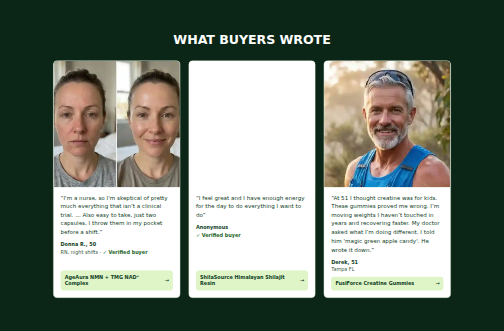 WHAT BUYERS WROTE
"I'm a nurse, so I'm skeptical of pretty
much everything that isn't a clinical
trial. ... Also easy to take, just two
capsules. I throw them in my pocket
before a shift."
Donna R., 50
RN, night shifts · ✓ Verified buyer
AgeAura NMN + TMG NAD⁺
Complex →
"I feel great and I have enough energy
for the day to do everything I want to
do"
Anonymous
✓ Verified buyer
ShilaSource Himalayan Shilajit
Resin →
"At 51 I thought creatine was for kids.
These gummies proved me wrong. I'm
moving weights I haven't touched in
years and recovering faster. My doctor
asked what I'm doing different. I told
him 'magic green apple candy'. He
wrote it down."
Derek, 51
Tampa FL
FusiForce Creatine Gummies →